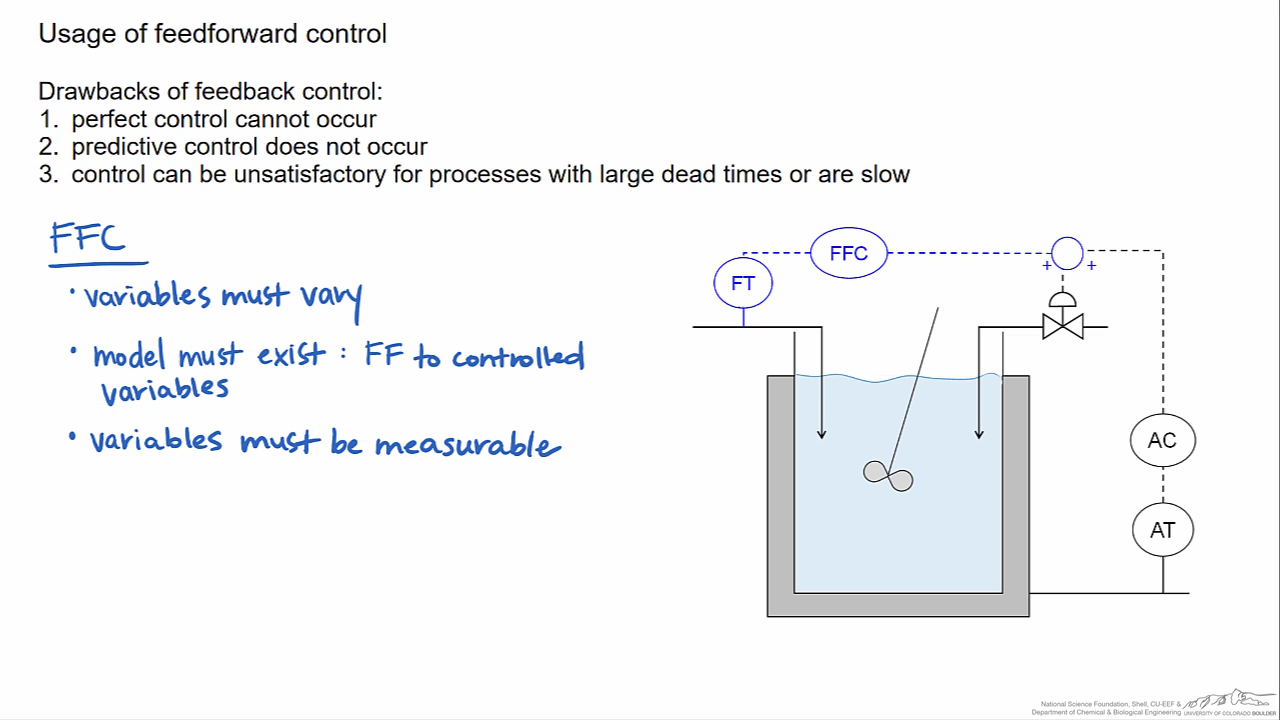 Usage of feedforward control
Drawbacks of feedback control:
1. perfect control cannot occur
2. predictive control does not occur
3. control can be unsatisfactory for processes with large dead times or are slow
FFC
• variables must vary
• model must exist : FF to controlled
variables
• variables must be measurable
FFC
FT
+ +
AC
AT
National Science Foundation, Shell, CU-EEF &
Department of Chemical & Biological Engineering
UNIVERSITY OF COLORADO BOULDER